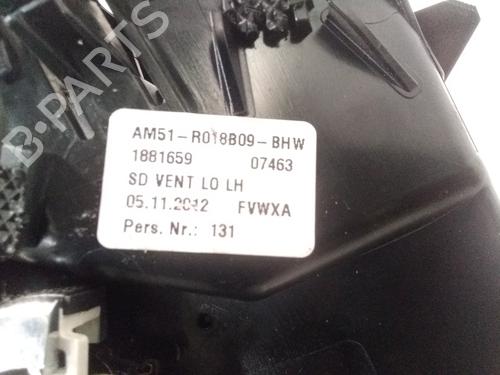 AM51-R018B09-BHW
1881659 07463
SD VENT LO LH
05.11.2012 FVWXA
Pers. Nr.: 131
B-PARTS